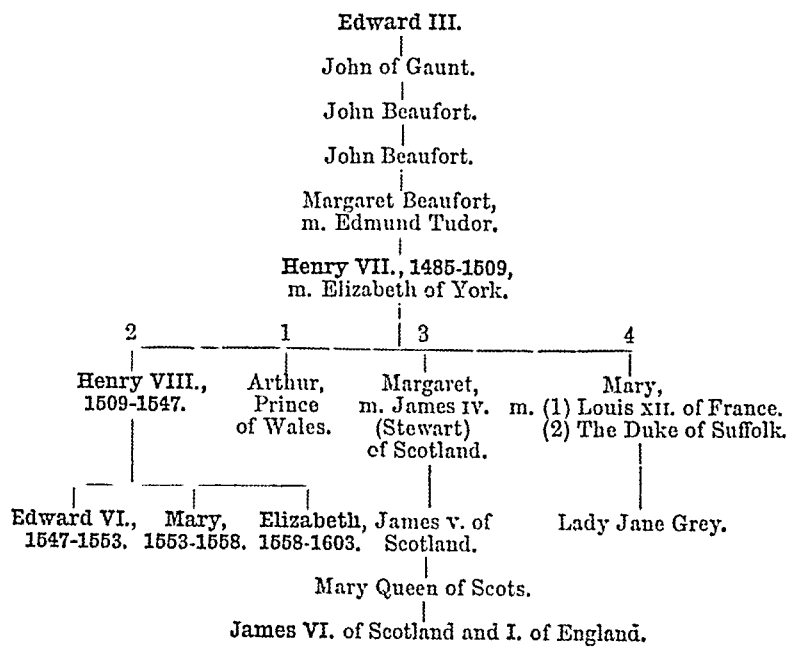 Edward III.
John of Gaunt.
John Beaufort.
John Beaufort.
Margaret Beaufort,
m. Edmund Tudor.
Henry VII., 1485-1509,
m. Elizabeth of York.
2 1 3 4
Henry VIII.,
1509-1547.
Arthur,
Prince
of Wales.
Margaret,
m. James IV.
(Stewart)
of Scotland.
Mary,
m. (1) Louis XII. of France.
(2) The Duke of Suffolk.
Edward VI.,
1547-1553.
Mary,
1553-1558.
Elizabeth,
1558-1603.
James V. of
Scotland.
Lady Jane Grey.
Mary Queen of Scots.
James VI. of Scotland and I. of England.